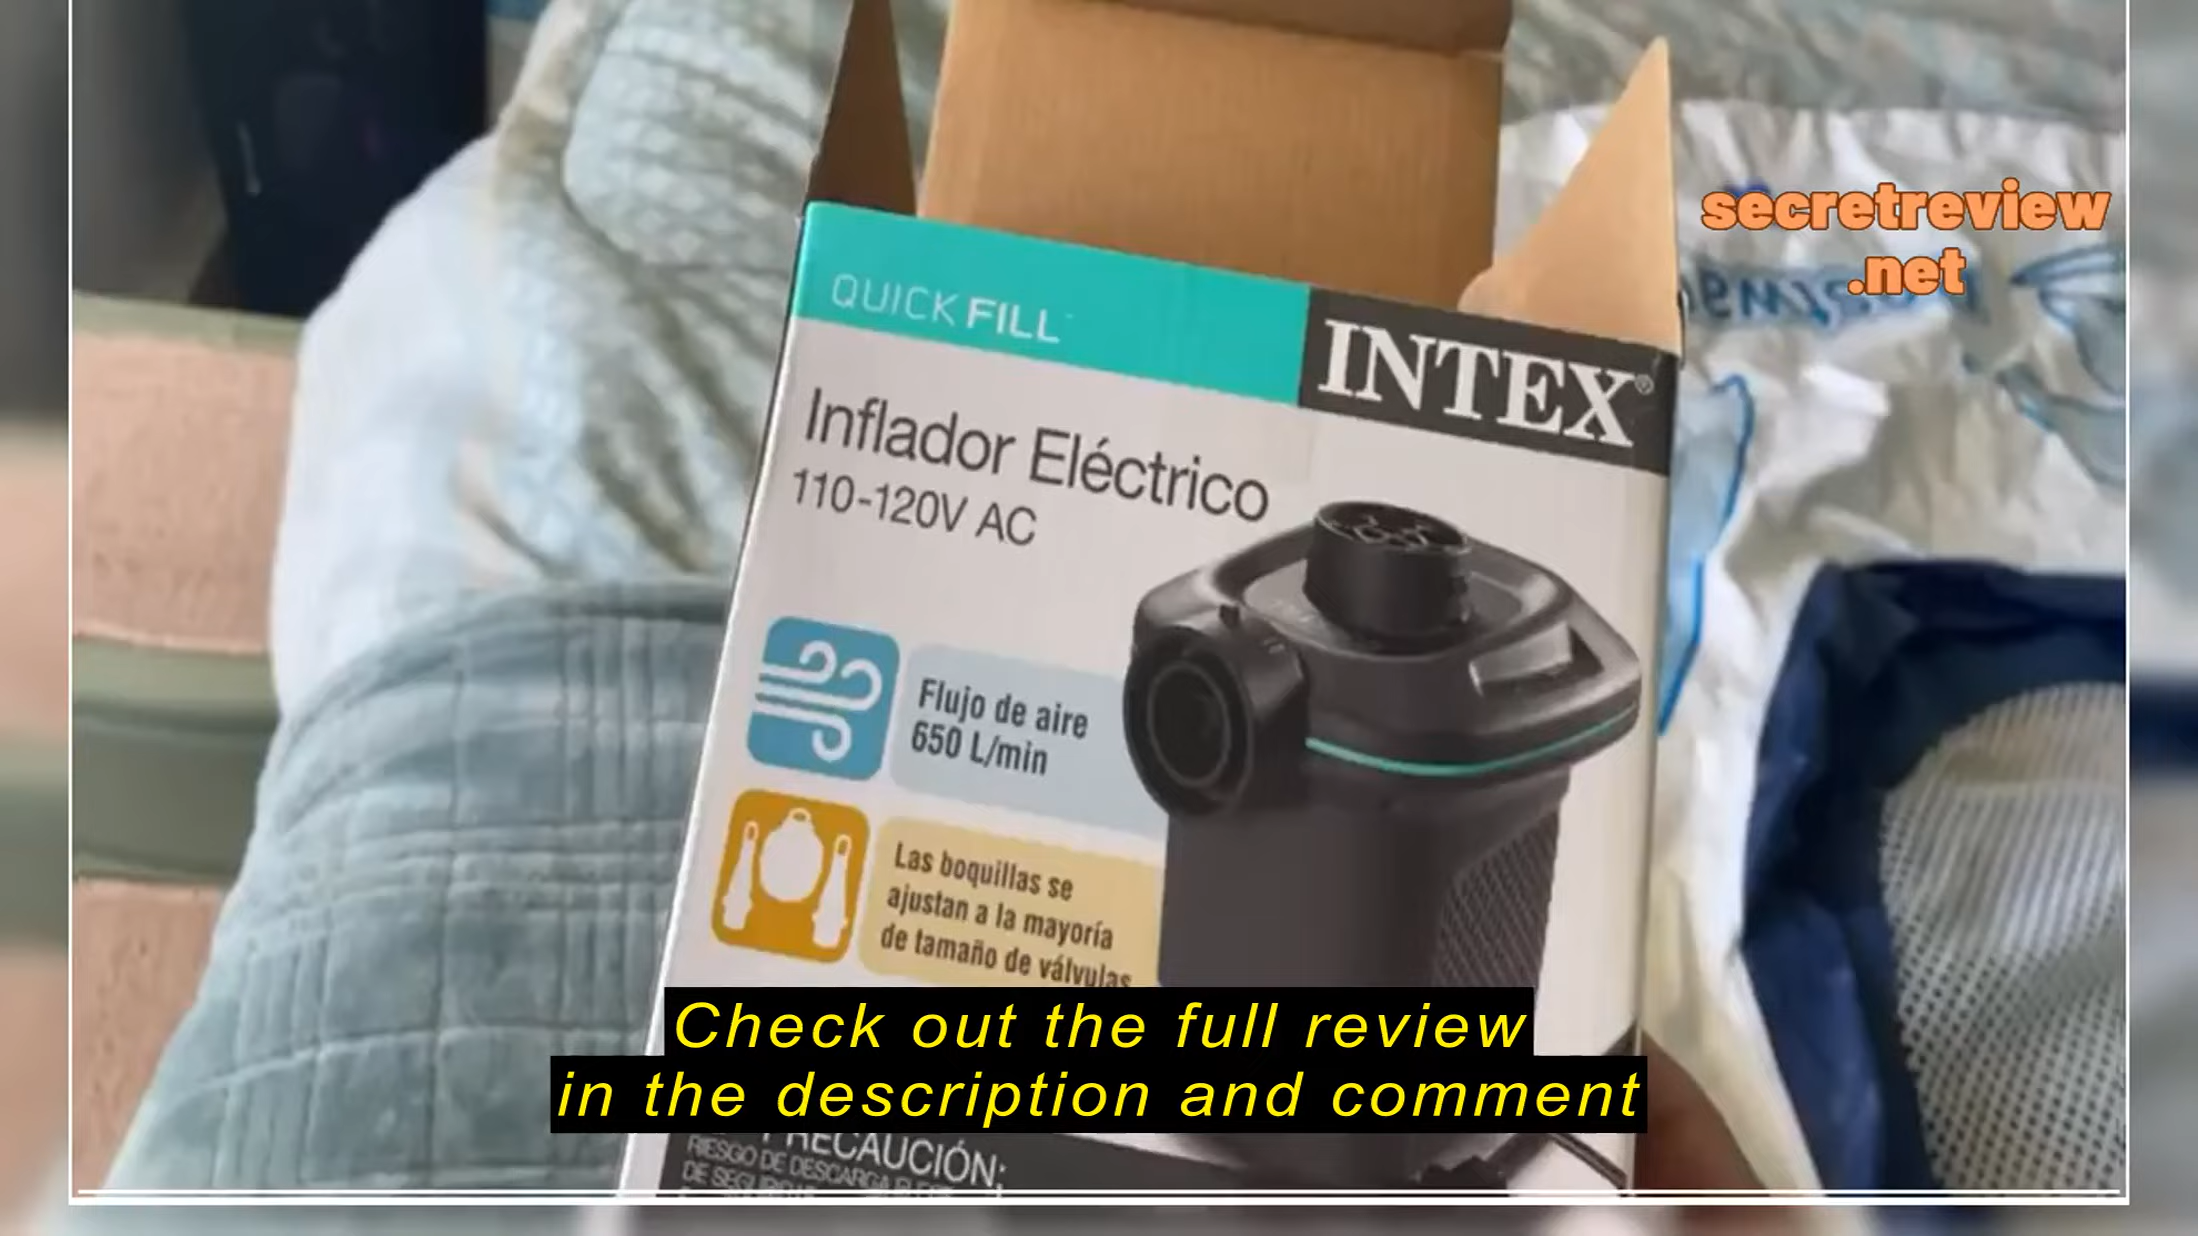 secretreview
.net
QUICK FILL
INTEX®
Inflador Eléctrico
110-120V AC
Flujo de aire
650 L/min
Las boquillas se
ajustan a la mayoría
de tamaño de válvulas
Check out the full review
in the description and comment
PRECAUCIÓN:
RIESGO DE DESCARGA